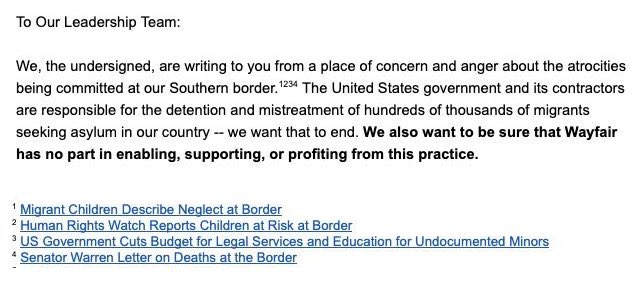 To Our Leadership Team:
We, the undersigned, are writing to you from a place of concern and anger about the atrocities
being committed at our Southern border.1234 The United States government and its contractors
are responsible for the detention and mistreatment of hundreds of thousands of migrants
seeking asylum in our country -- we want that to end. We also want to be sure that Wayfair
has no part in enabling, supporting, or profiting from this practice.
1 Migrant Children Describe Neglect at Border
2 Human Rights Watch Reports Children at Risk at Border
3 US Government Cuts Budget for Legal Services and Education for Undocumented Minors
4 Senator Warren Letter on Deaths at the Border